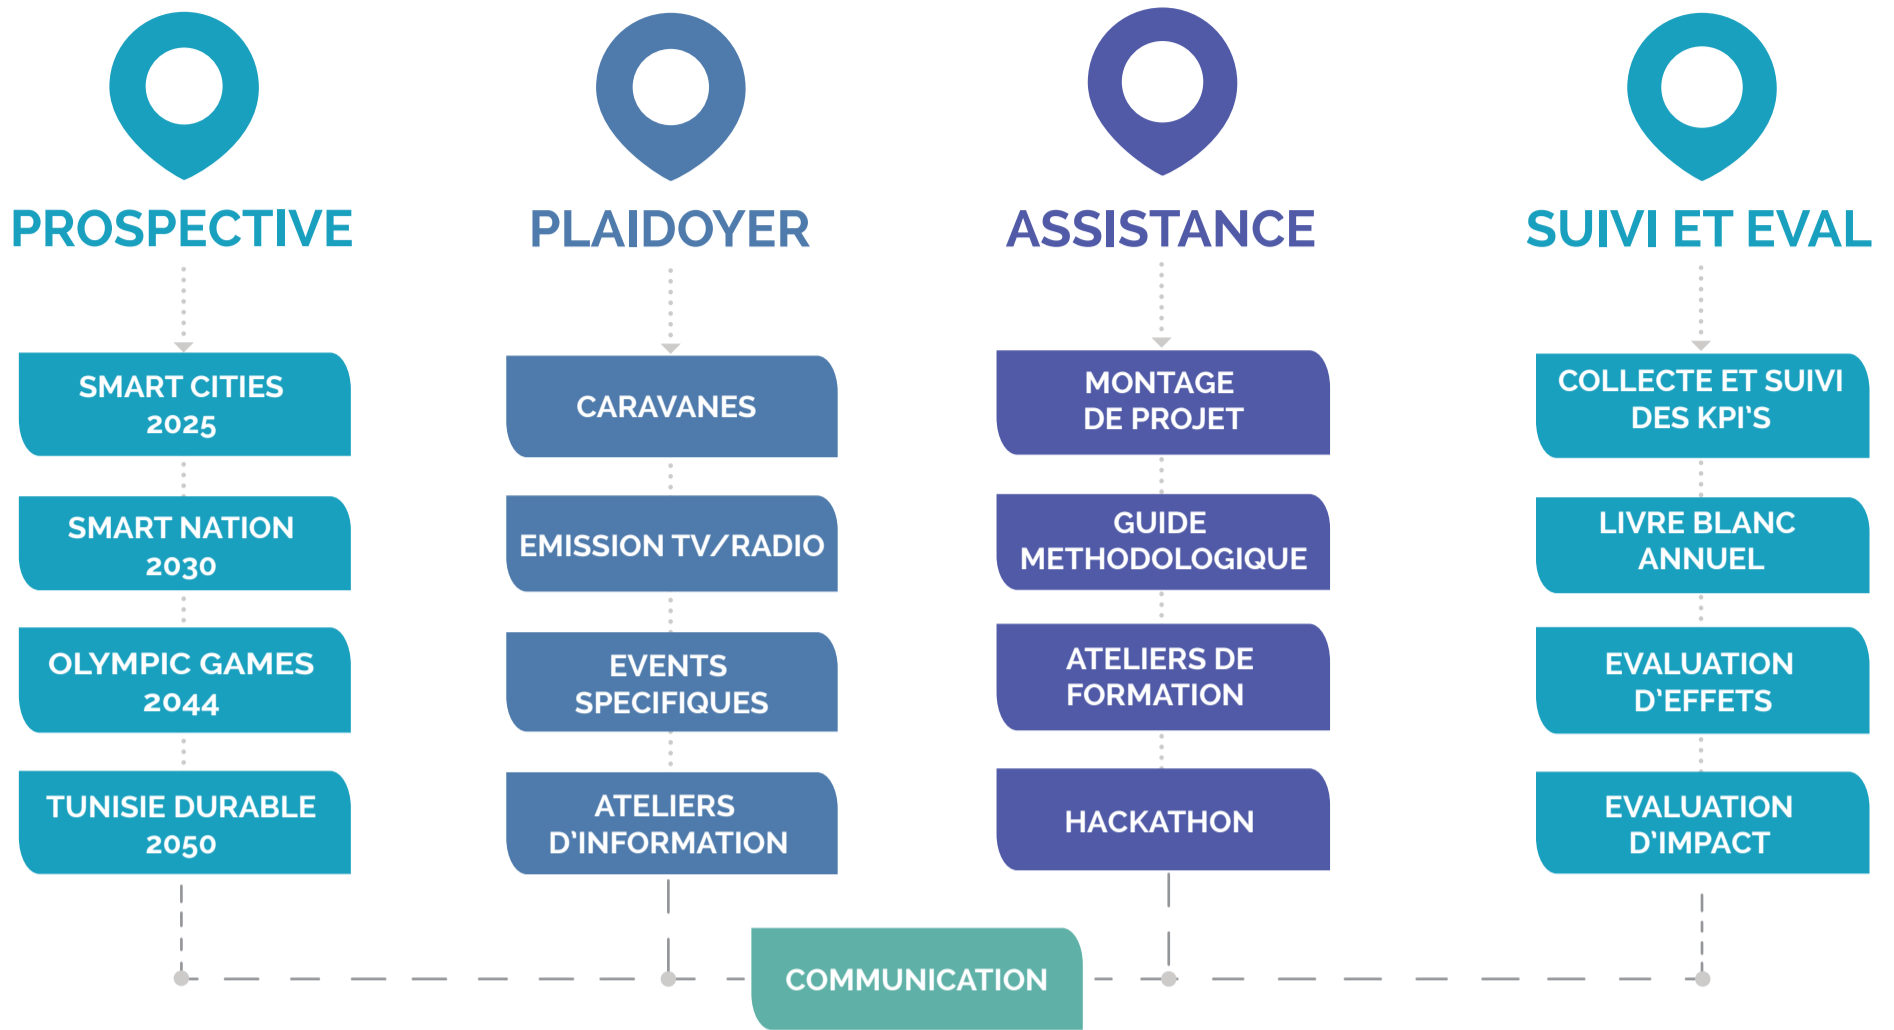 PROSPECTIVE
SMART CITIES
2025
SMART NATION
2030
OLYMPIC GAMES
2044
TUNISIE DURABLE
2050
PLAIDOYER
CARAVANES
EMISSION TV/RADIO
EVENTS
SPECIFIQUES
ATELIERS
D'INFORMATION
ASSISTANCE
MONTAGE
DE PROJET
GUIDE
METHODOLOGIQUE
ATELIERS DE
FORMATION
HACKATHON
SUIVI ET EVAL
COLLECTE ET SUIVI
DES KPI'S
LIVRE BLANC
ANNUEL
EVALUATION
D'EFFETS
EVALUATION
D'IMPACT
COMMUNICATION